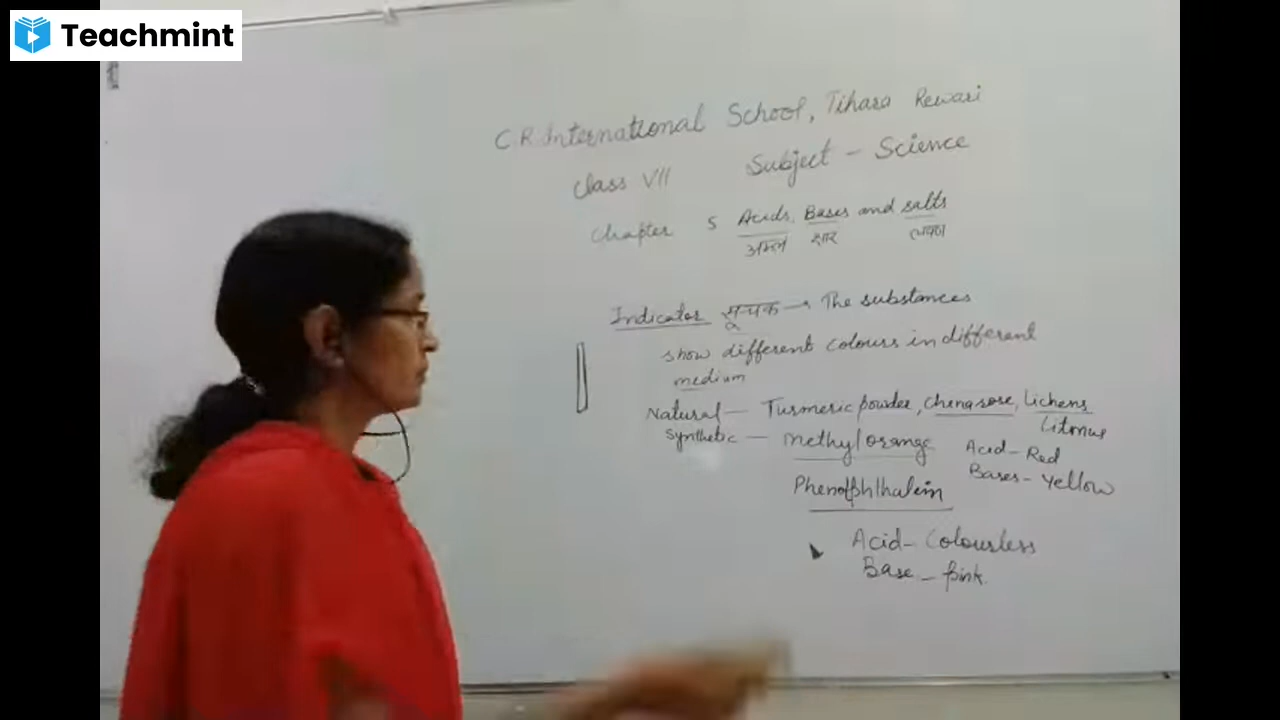 Teachmint
C.R. International School, Tihara Rewari
Class VII Subject - Science
Chapter 5 Acids, Bases and salts
अम्ल क्षार लवण
Indicator सूचक → The substances
show different colours in different
medium
Natural - Turmeric powder, Chenarose, Lichens
Litmus
Synthetic - Methyl orange
Acid - Red
Bases - Yellow
Phenolphthalein
Acid - Colourless
Base - pink.